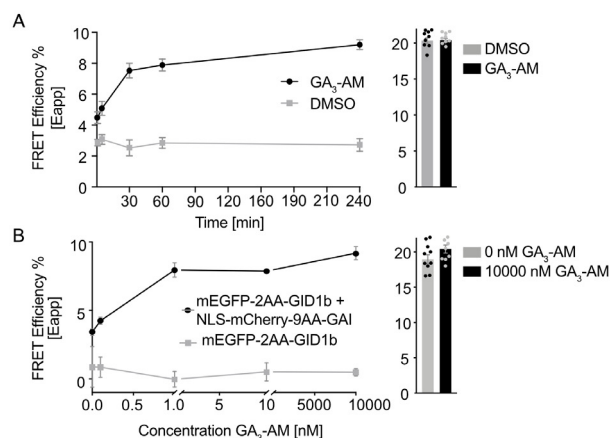 A
FRET Efficiency %
[Eapp]
10
8
6
4
2
0
30 60 90 120 150 180 210 240
Time [min]
GA3-AM
DMSO
20
15
10
5
0
DMSO
GA3-AM
B
FRET Efficiency %
[Eapp]
10
5
0
0.0 0.5 1.0 5 10 5000 10000
Concentration GA3-AM [nM]
mEGFP-2AA-GID1b +
NLS-mCherry-9AA-GAI
mEGFP-2AA-GID1b
20
15
10
5
0
0 nM GA3-AM
10000 nM GA3-AM